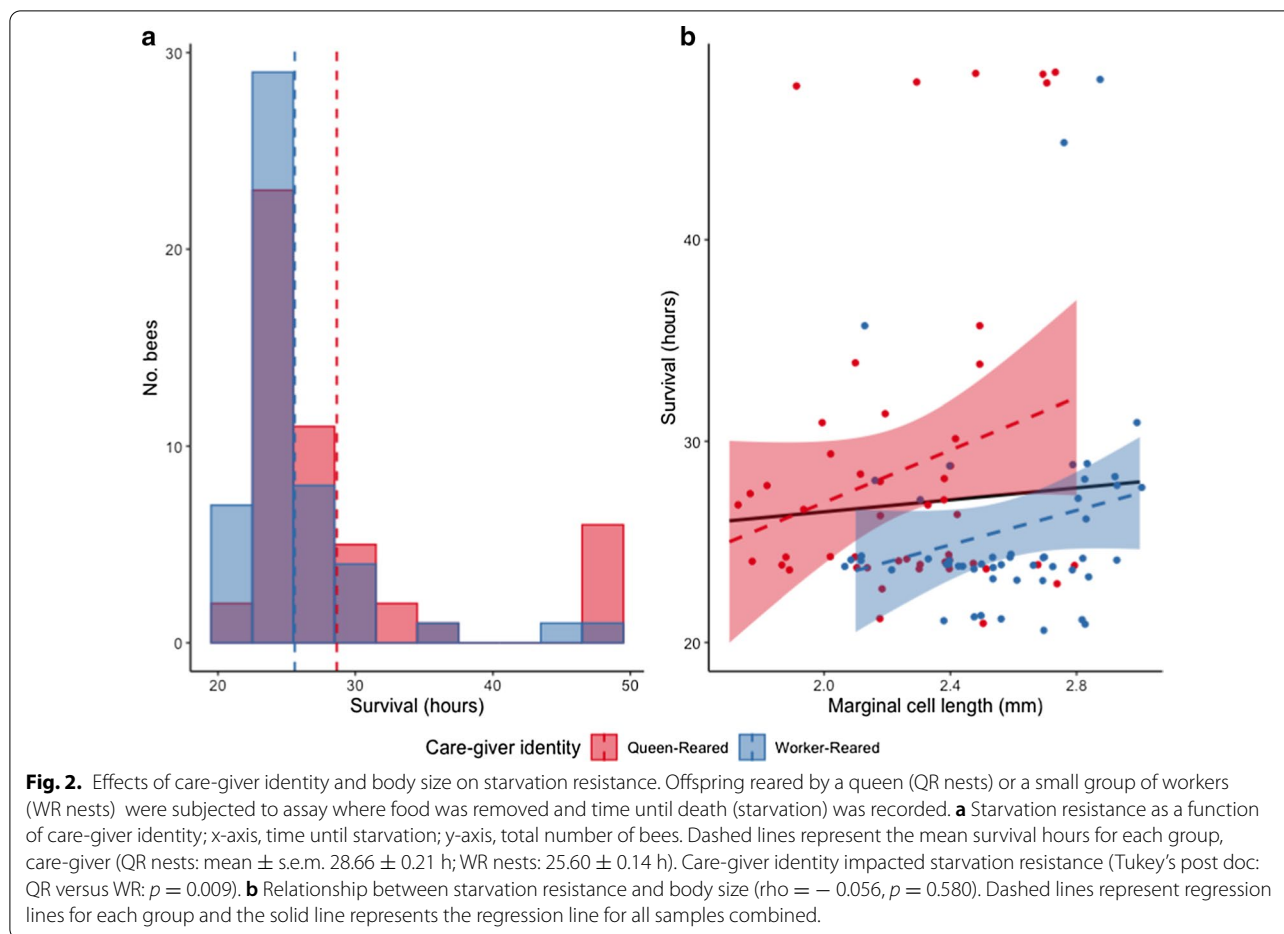 a
b
30
20
10
0
No. bees
20
30
40
50
Survival (hours)
40
30
20
Survival (hours)
2.0
2.4
2.8
Marginal cell length (mm)
Care-giver identity
Queen-Reared
Worker-Reared
Fig. 2. Effects of care-giver identity and body size on starvation resistance. Offspring reared by a queen (QR nests) or a small group of workers
(WR nests) were subjected to assay where food was removed and time until death (starvation) was recorded. a Starvation resistance as a function
of care-giver identity; x-axis, time until starvation; y-axis, total number of bees. Dashed lines represent the mean survival hours for each group,
care-giver (QR nests: mean ± s.e.m. 28.66 ± 0.21 h; WR nests: 25.60 ± 0.14 h). Care-giver identity impacted starvation resistance (Tukey’s post doc:
QR versus WR: p = 0.009). b Relationship between starvation resistance and body size (rho = − 0.056, p = 0.580). Dashed lines represent regression
lines for each group and the solid line represents the regression line for all samples combined.